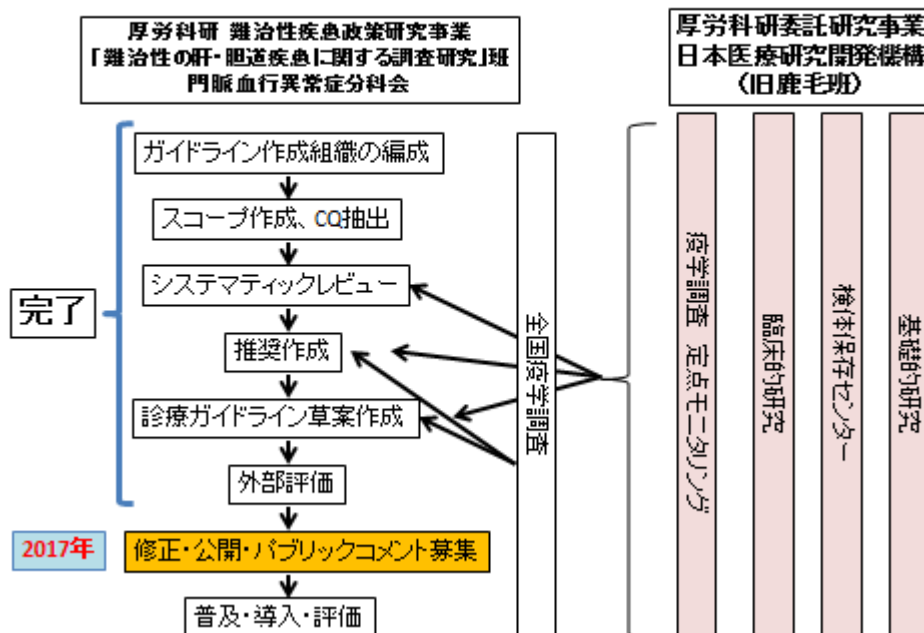 厚労科研 難治性疾患政策研究事業
「難治性の肝・胆道疾患に関する調査研究」班
門脈血行異常症分科会
厚労科研委託研究事業
日本医療研究開発機構
(旧鹿毛班)
ガイドライン作成組織の編成
スコープ作成、CQ抽出
システマティックレビュー
完了
推奨作成
診療ガイドライン草案作成
外部評価
2017年
修正・公開・パブリックコメント募集
普及・導入・評価
全国疫学調査
疫学調査 定点モニタリング
臨床的研究
検体保存センター
基礎的研究